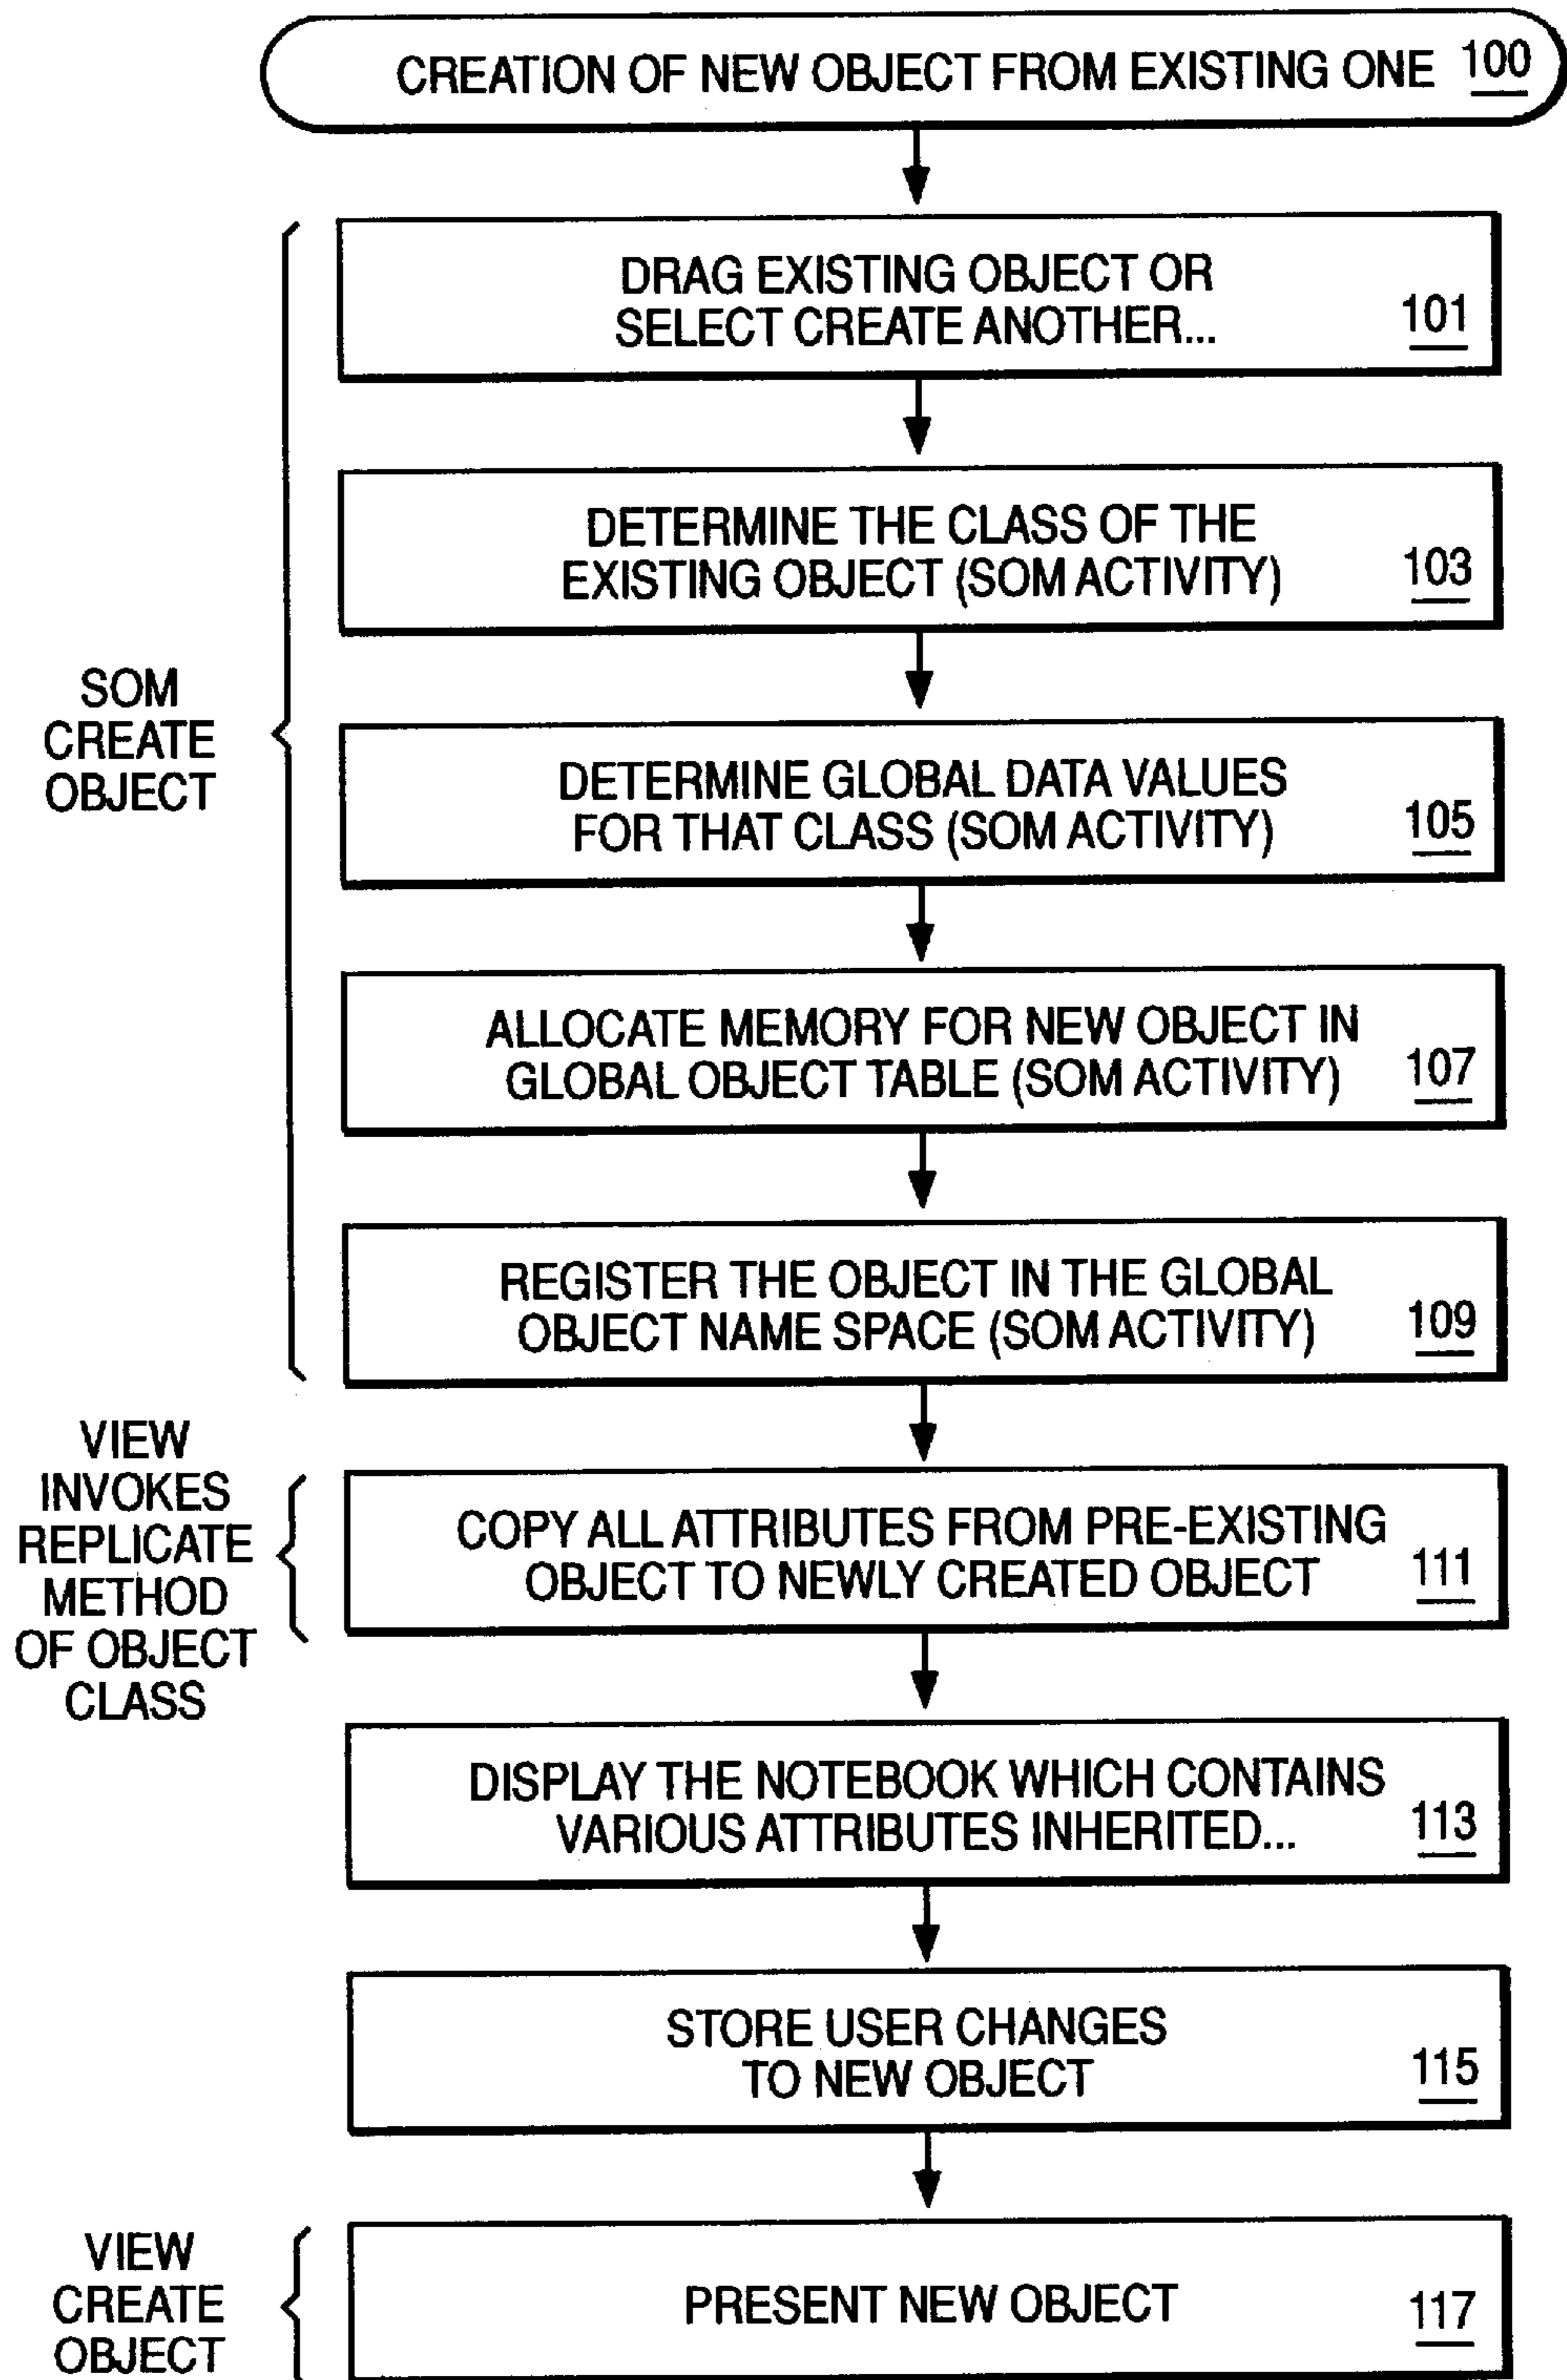 CREATION OF NEW OBJECT FROM EXISTING ONE 100
DRAG EXISTING OBJECT OR
SELECT CREATE ANOTHER...
101
DETERMINE THE CLASS OF THE
EXISTING OBJECT (SOM ACTIVITY)
103
SOM
CREATE
OBJECT
DETERMINE GLOBAL DATA VALUES
FOR THAT CLASS (SOM ACTIVITY)
105
ALLOCATE MEMORY FOR NEW OBJECT IN
GLOBAL OBJECT TABLE (SOM ACTIVITY)
107
REGISTER THE OBJECT IN THE GLOBAL
OBJECT NAME SPACE (SOM ACTIVITY)
109
VIEW
INVOKES
REPLICATE
METHOD
OF OBJECT
CLASS
COPY ALL ATTRIBUTES FROM PRE-EXISTING
OBJECT TO NEWLY CREATED OBJECT
111
DISPLAY THE NOTEBOOK WHICH CONTAINS
VARIOUS ATTRIBUTES INHERITED...
113
STORE USER CHANGES
TO NEW OBJECT
115
VIEW
CREATE
OBJECT
PRESENT NEW OBJECT
117